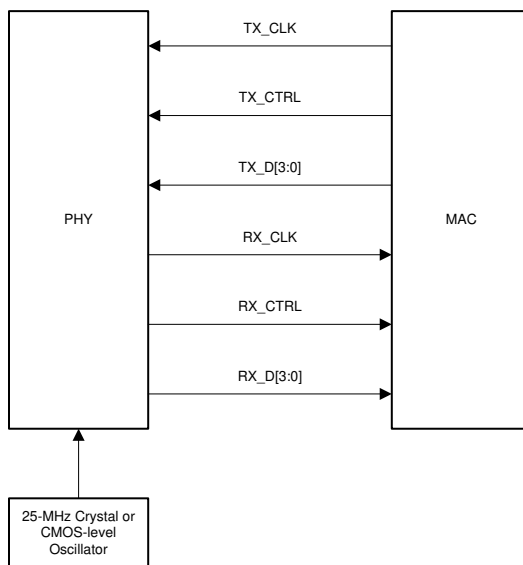 TX_CLK
TX_CTRL
TX_D[3:0]
PHY
MAC
RX_CLK
RX_CTRL
RX_D[3:0]
25-MHz Crystal or
CMOS-level
Oscillator